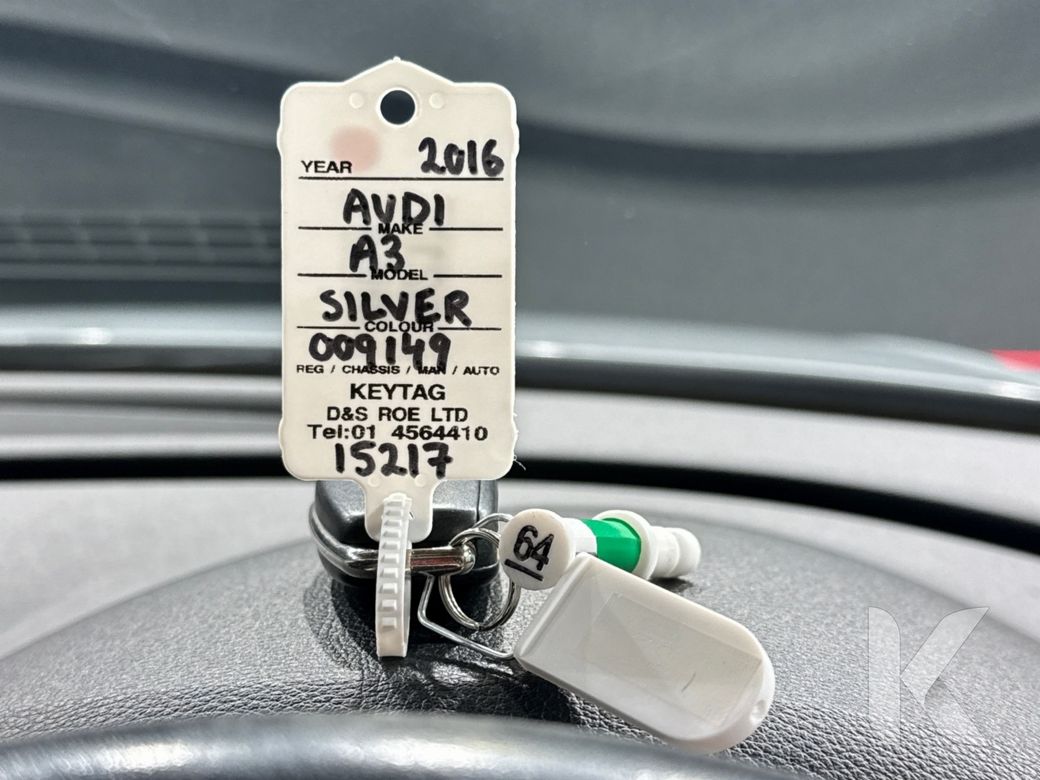 YEAR 2016
AUDI
MAKE
A3
MODEL
SILVER
COLOUR
009149
REG / CHASSIS / MAN / AUTO
KEYTAG
D&S ROE LTD
Tel:01 4564410
15217
64
K